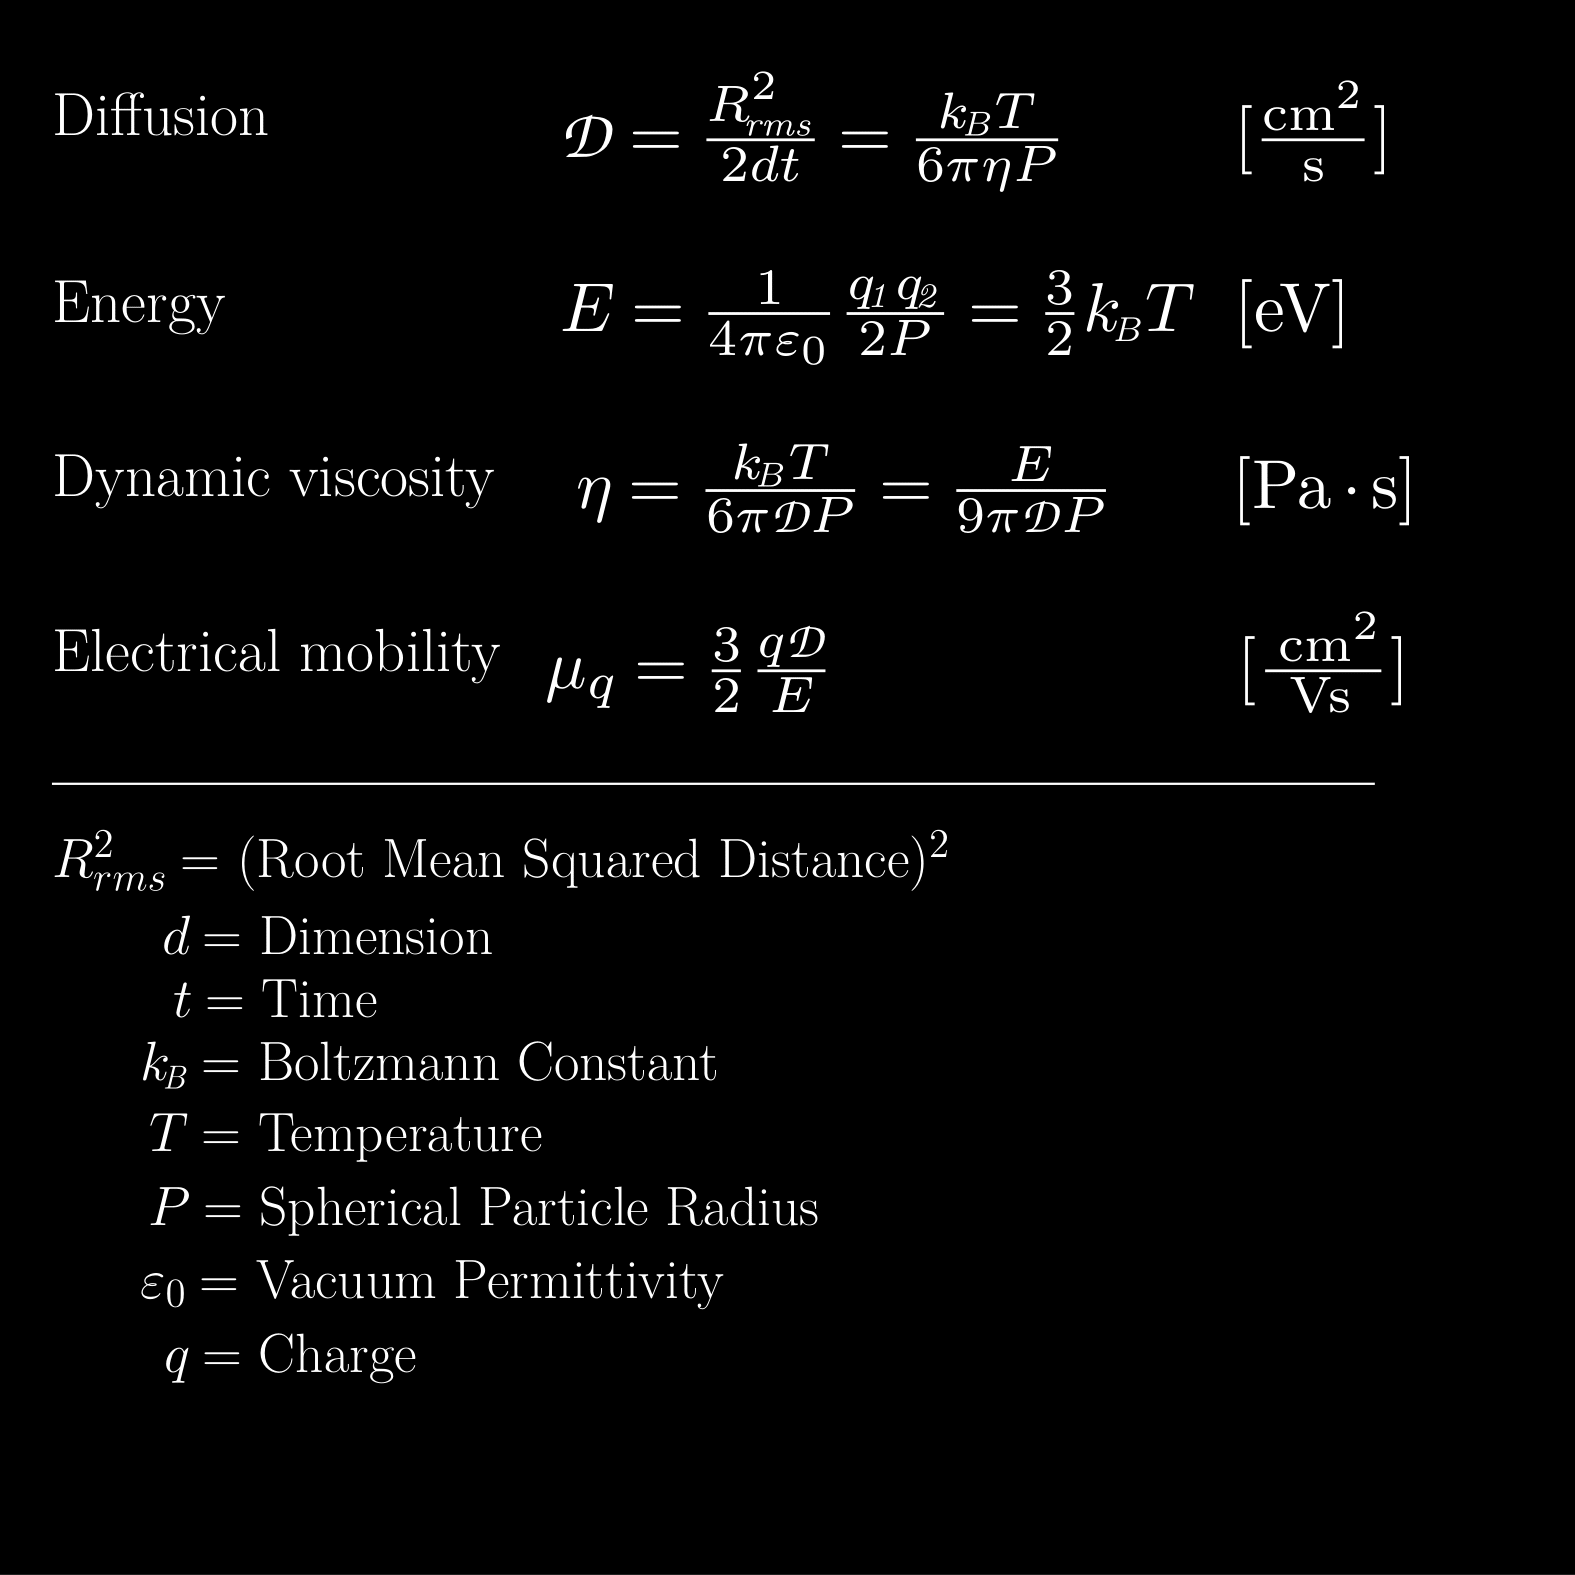 Diffusion 𝒟 = R²ᵣₘₛ/2dt = k_B T/6πηP [cm²/s]
Energy E = 1/4πε₀ q₁q₂/2P = 3/2 k_B T [eV]
Dynamic viscosity η = k_B T/6π𝒟P = E/9π𝒟P [Pa · s]
Electrical mobility μ_q = 3/2 q𝒟/E [cm²/Vs]
R²ᵣₘₛ = (Root Mean Squared Distance)²
d = Dimension
t = Time
k_B = Boltzmann Constant
T = Temperature
P = Spherical Particle Radius
ε₀ = Vacuum Permittivity
q = Charge